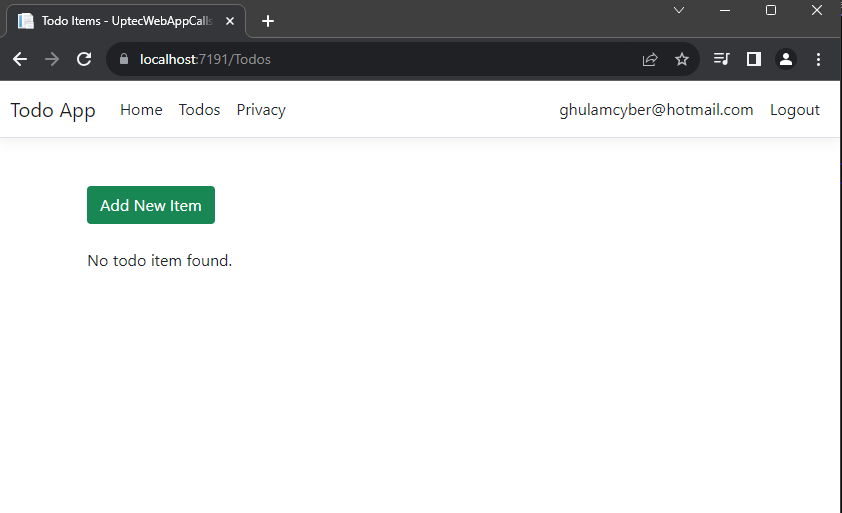 Todo Items - UptecWebAppCalls
localhost:7191/Todos
Todo App Home Todos Privacy ghulamcyber@hotmail.com Logout
Add New Item
No todo item found.